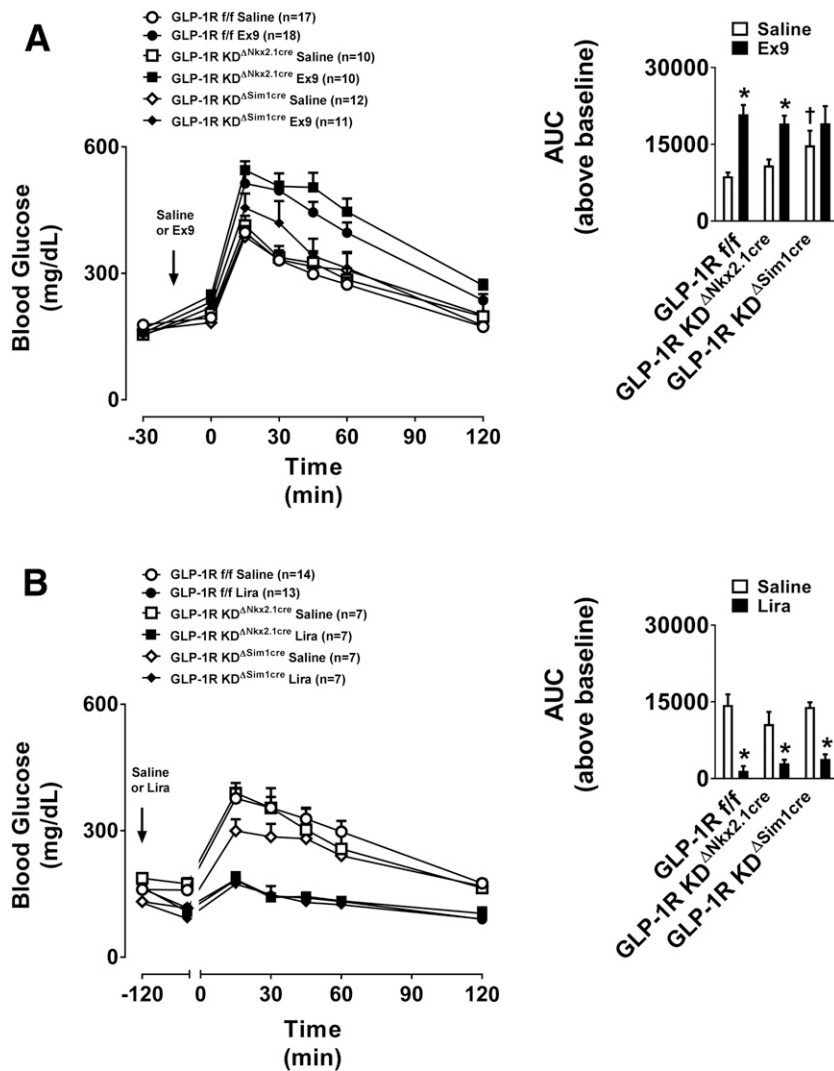 A
GLP-1R f/f Saline (n=17)
GLP-1R f/f Ex9 (n=18)
GLP-1R KDΔNkx2.1cre Saline (n=10)
GLP-1R KDΔNkx2.1cre Ex9 (n=10)
GLP-1R KDΔSim1cre Saline (n=12)
GLP-1R KDΔSim1cre Ex9 (n=11)
600
300
0
Blood Glucose
(mg/dL)
Saline
or Ex9
-30
0
30
60
90
120
Time
(min)
Saline
Ex9
30000
15000
0
AUC
(above baseline)
*
*
†
GLP-1R f/f
GLP-1R KDΔNkx2.1cre
GLP-1R KDΔSim1cre
B
GLP-1R f/f Saline (n=14)
GLP-1R f/f Lira (n=13)
GLP-1R KDΔNkx2.1cre Saline (n=7)
GLP-1R KDΔNkx2.1cre Lira (n=7)
GLP-1R KDΔSim1cre Saline (n=7)
GLP-1R KDΔSim1cre Lira (n=7)
600
300
0
Blood Glucose
(mg/dL)
Saline
or Lira
-120
0
30
60
90
120
Time
(min)
Saline
Lira
30000
15000
0
AUC
(above baseline)
*
*
*
GLP-1R f/f
GLP-1R KDΔNkx2.1cre
GLP-1R KDΔSim1cre